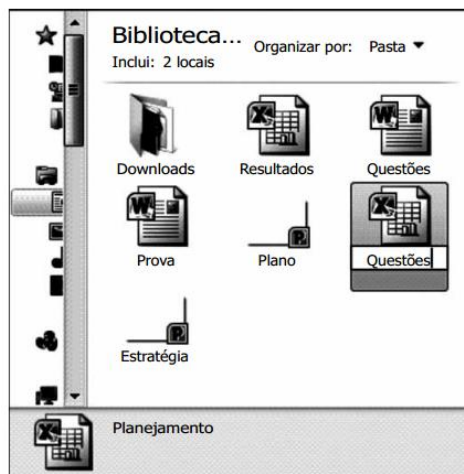 Biblioteca...
Organizar por: Pasta
Inclui: 2 locais
Downloads
Resultados
Questões
Prova
Plano
Questões
Estratégia
Planejamento